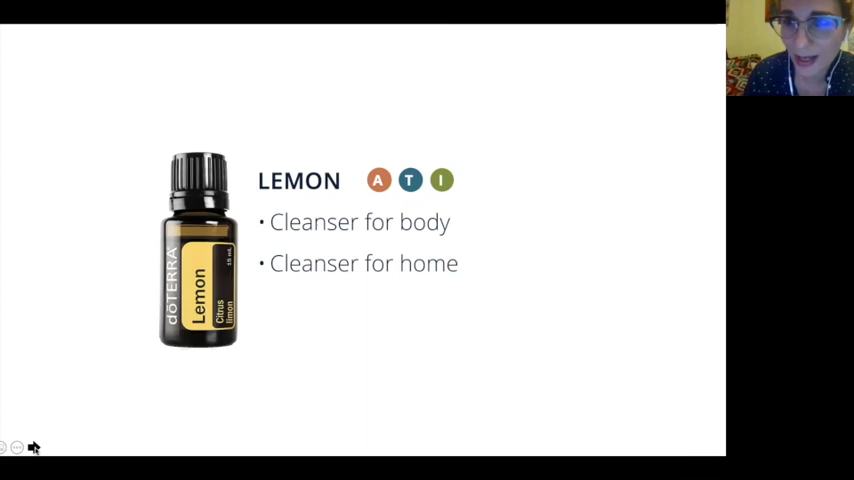 LEMON A T I
• Cleanser for body
• Cleanser for home
dōTERRA
Lemon
Citrus
limon
15 mL